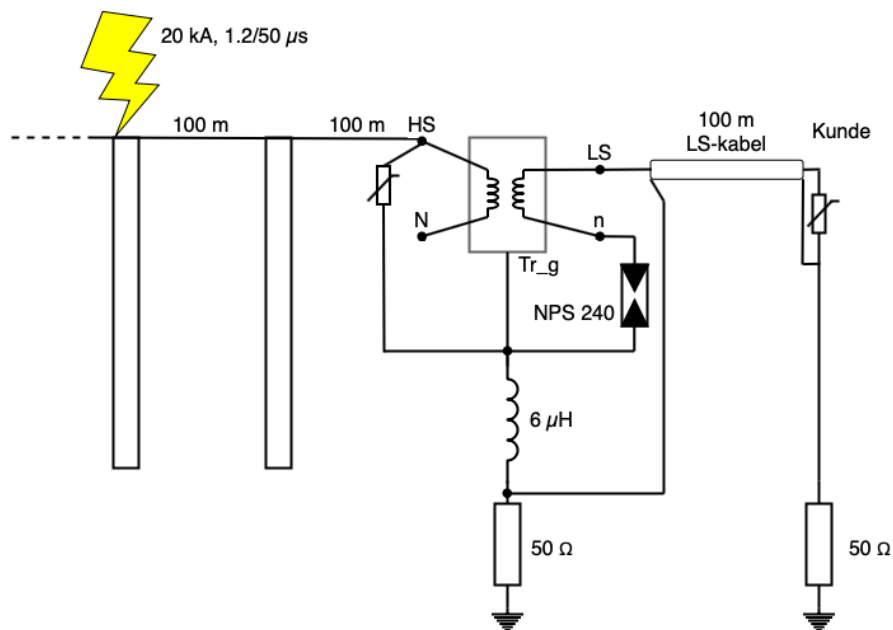 20 kA, 1.2/50 µs
100 m
100 m
HS
LS
100 m
LS-kabel
Kunde
N
n
Tr_g
NPS 240
6 µH
50 Ω
50 Ω